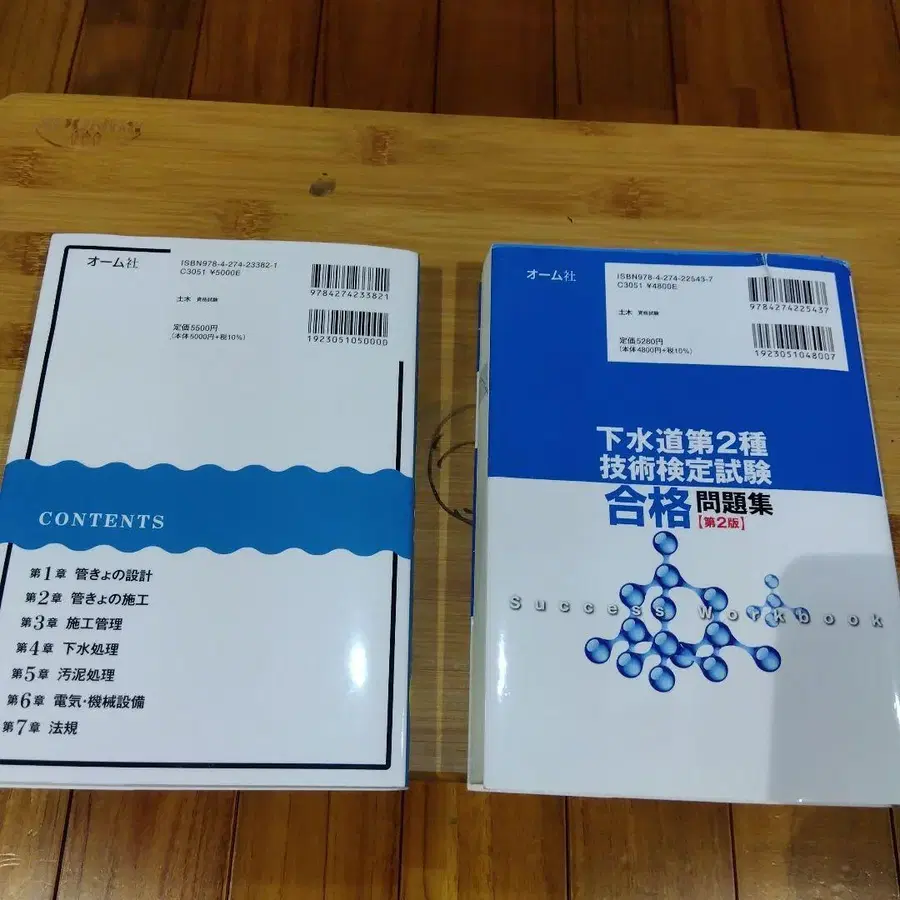 オーム社
ISBN978-4-274-23382-1
C3051 ¥5000E
土木 資格試験
定価5500円
(本体5000円+税10%)
9784274233821
1923051050000
CONTENTS
第1章 管きょの設計
第2章 管きょの施工
第3章 施工管理
第4章 下水処理
第5章 汚泥処理
第6章 電気・機械設備
第7章 法規
オーム社
ISBN978-4-274-22543-7
C3051 ¥4800E
土木 資格試験
定価5280円
(本体4800円+税10%)
9784274225437
1923051048007
下水道第2種
技術検定試験
合格問題集
【第2版】
Success Workbook